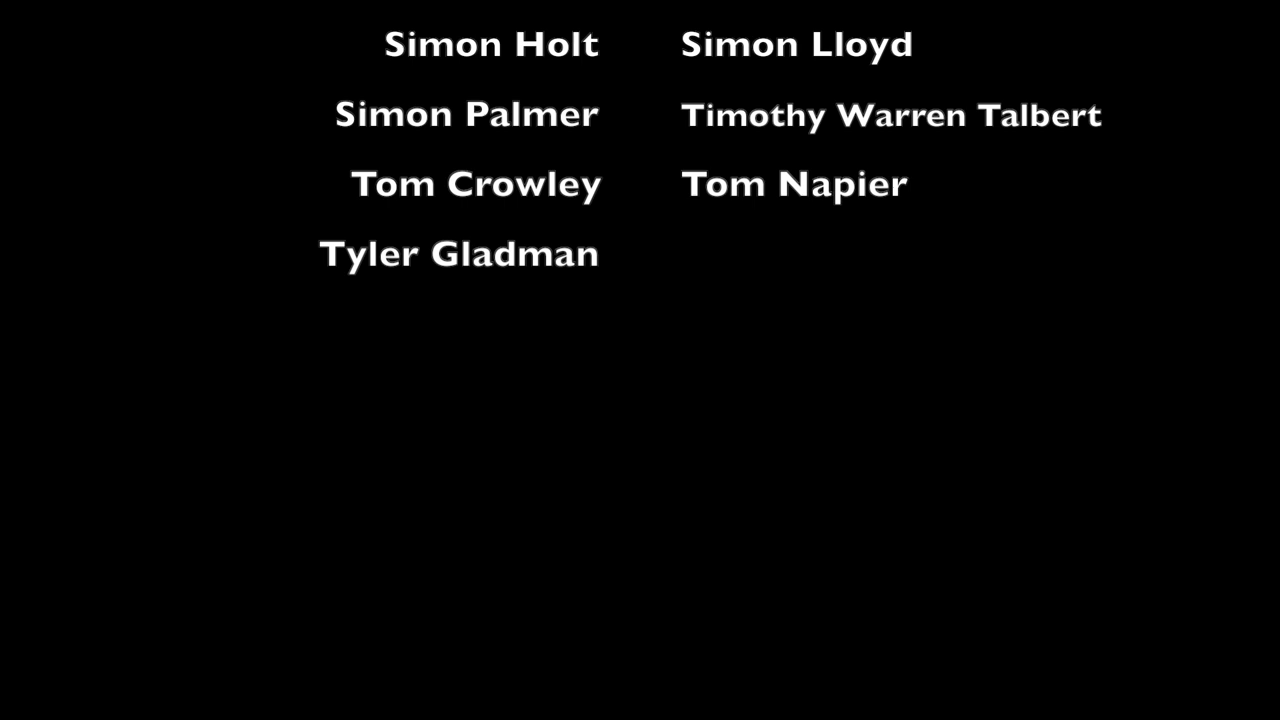 Simon Holt Simon Lloyd
Simon Palmer Timothy Warren Talbert
Tom Crowley Tom Napier
Tyler Gladman